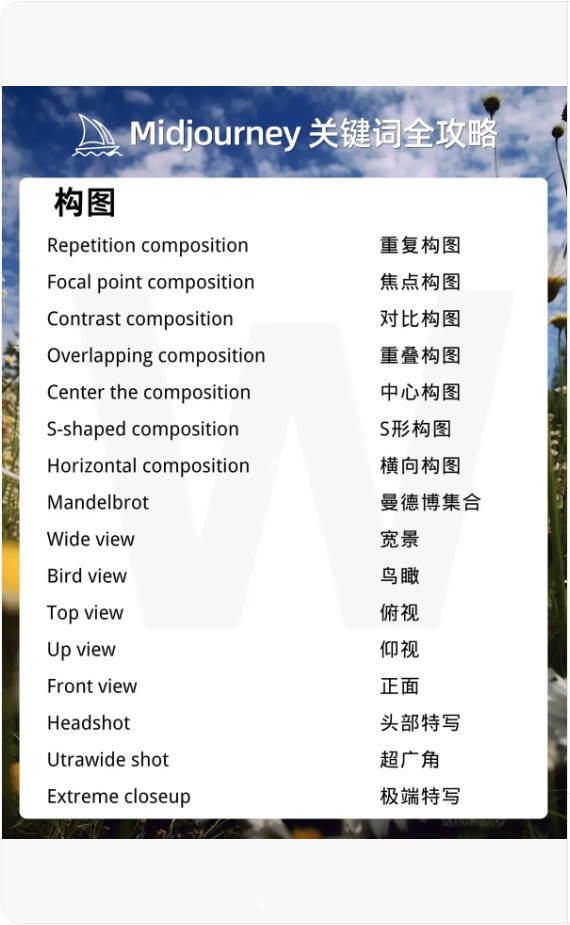 Midjourney 关键词全攻略
构图
Repetition composition 重复构图
Focal point composition 焦点构图
Contrast composition 对比构图
Overlapping composition 重叠构图
Center the composition 中心构图
S-shaped composition S形构图
Horizontal composition 横向构图
Mandelbrot 曼德博集合
Wide view 宽景
Bird view 鸟瞰
Top view 俯视
Up view 仰视
Front view 正面
Headshot 头部特写
Utrawide shot 超广角
Extreme closeup 极端特写